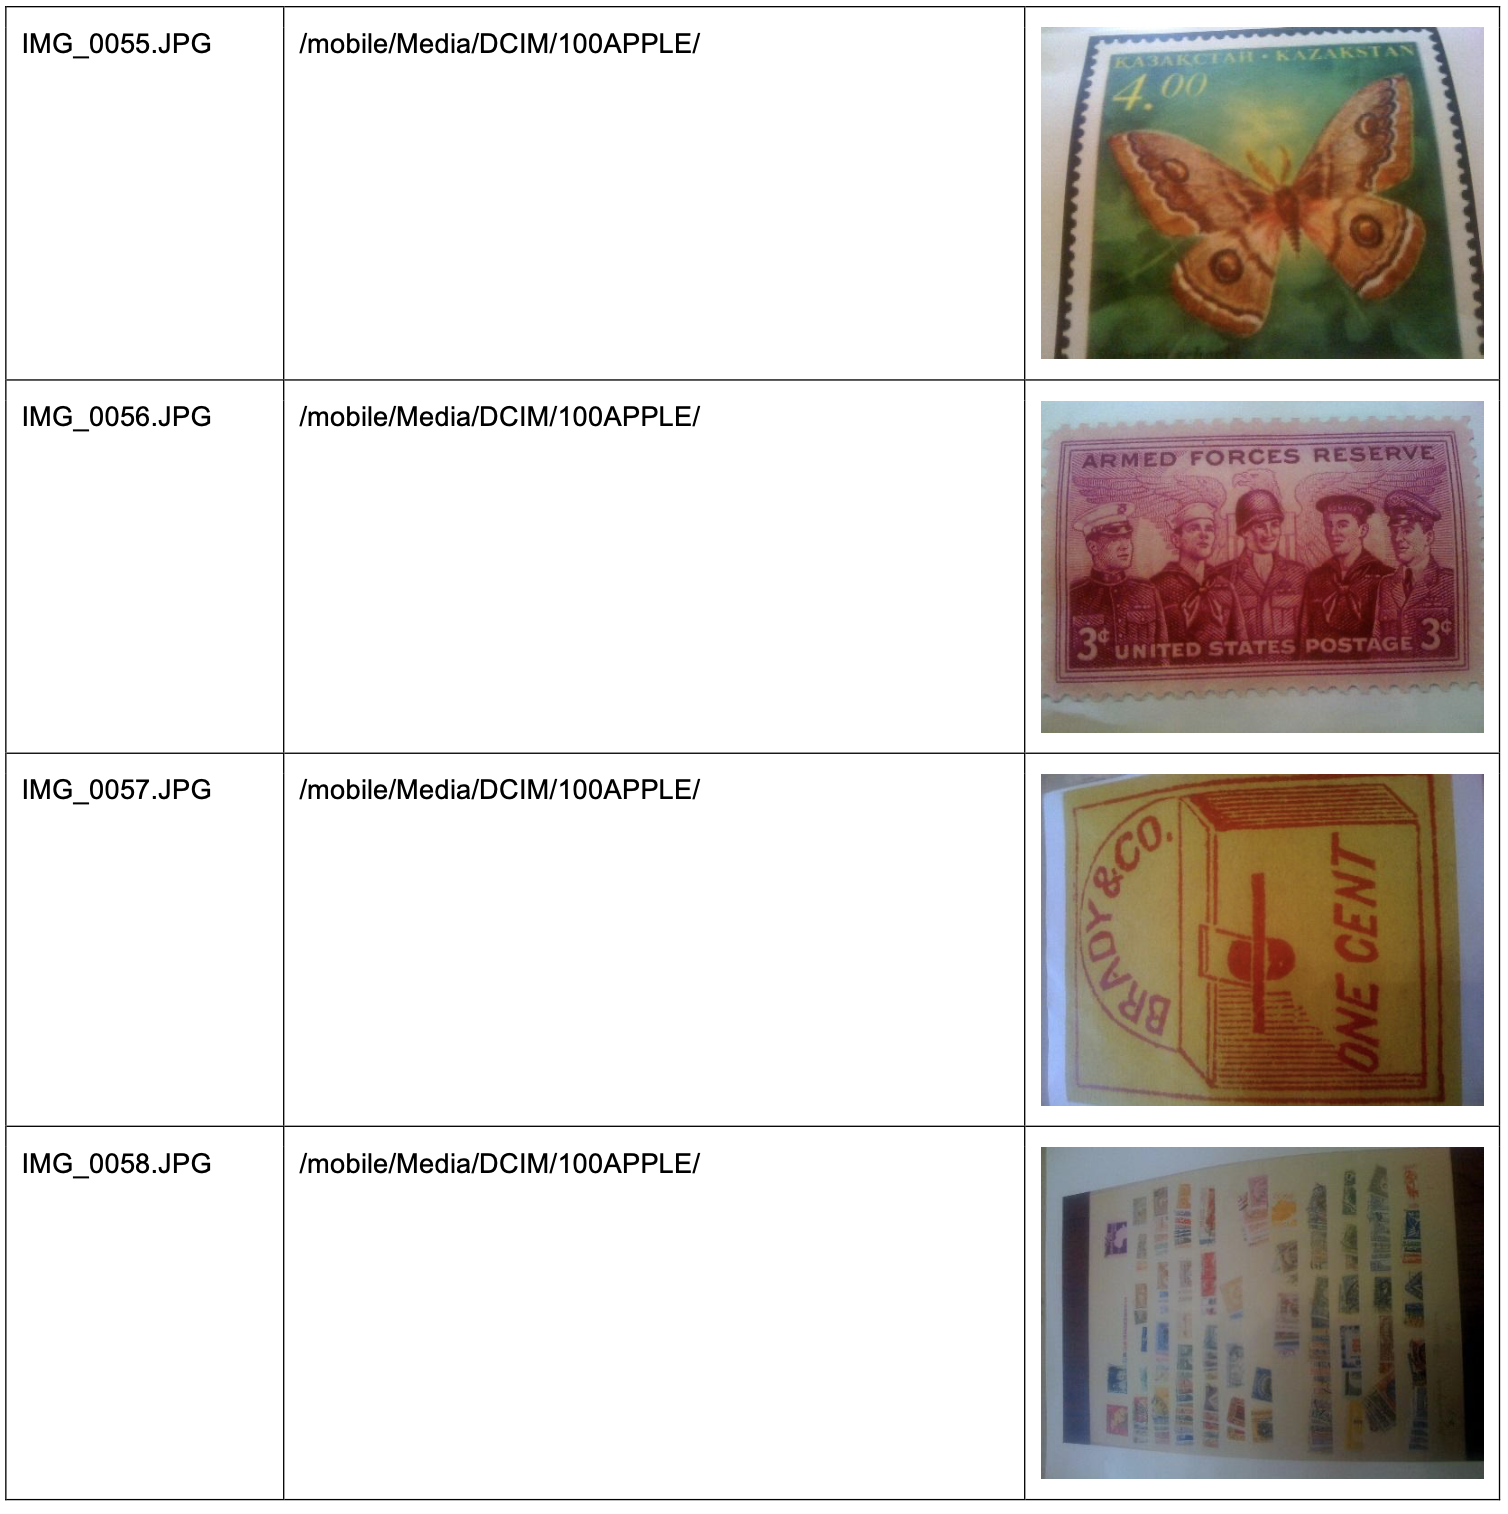 IMG_0055.JPG
/mobile/Media/DCIM/100APPLE/
ҚАЗАҚСТАН · KAZAKSTAN
4.00
IMG_0056.JPG
/mobile/Media/DCIM/100APPLE/
ARMED FORCES RESERVE
3¢ UNITED STATES POSTAGE 3¢
IMG_0057.JPG
/mobile/Media/DCIM/100APPLE/
BRADY & CO.
ONE CENT
IMG_0058.JPG
/mobile/Media/DCIM/100APPLE/